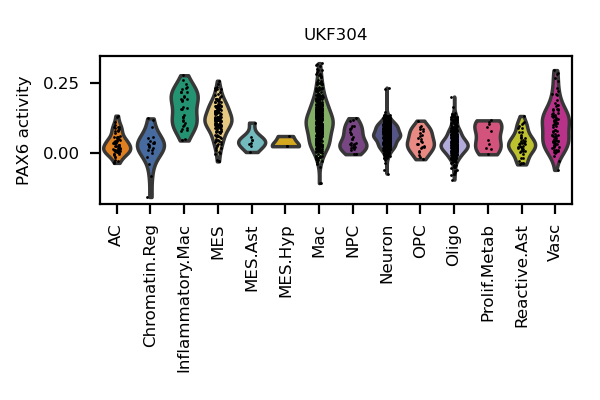 UKF304
PAX6 activity
0.25
0.00
AC
Chromatin.Reg
Inflammatory.Mac
MES
MES.Ast
MES.Hyp
Mac
NPC
Neuron
OPC
Oligo
Prolif.Metab
Reactive.Ast
Vasc